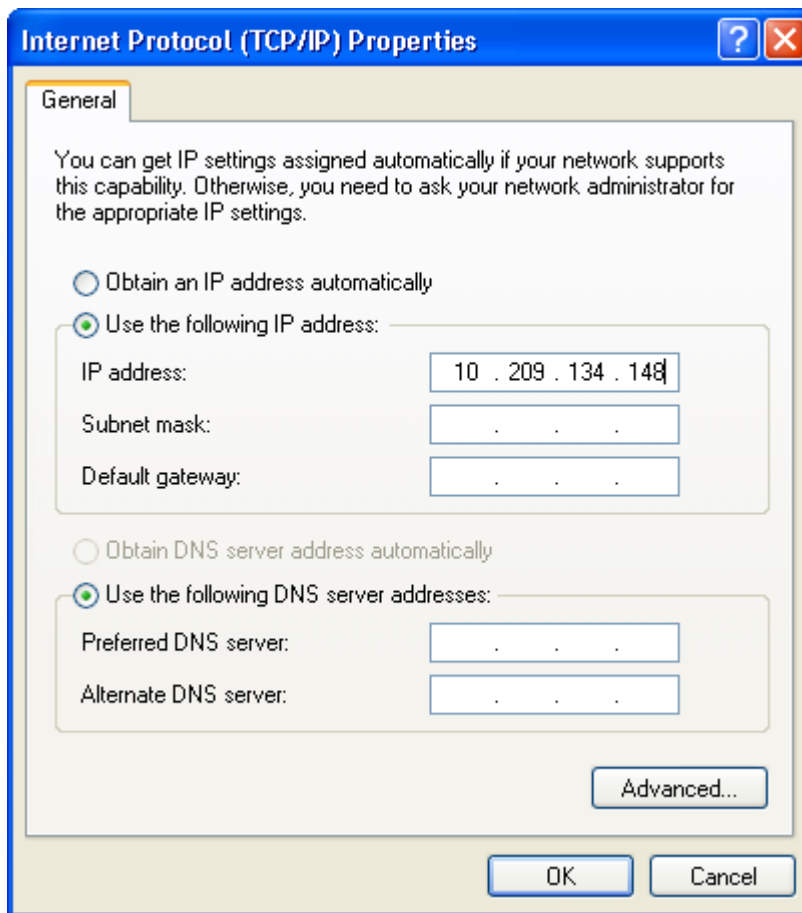 Internet Protocol (TCP/IP) Properties
General
You can get IP settings assigned automatically if your network supports
this capability. Otherwise, you need to ask your network administrator for
the appropriate IP settings.
Obtain an IP address automatically
Use the following IP address:
IP address: 10 . 209 . 134 . 148
Subnet mask: . . .
Default gateway: . . .
Obtain DNS server address automatically
Use the following DNS server addresses:
Preferred DNS server: . . .
Alternate DNS server: . . .
Advanced...
OK Cancel